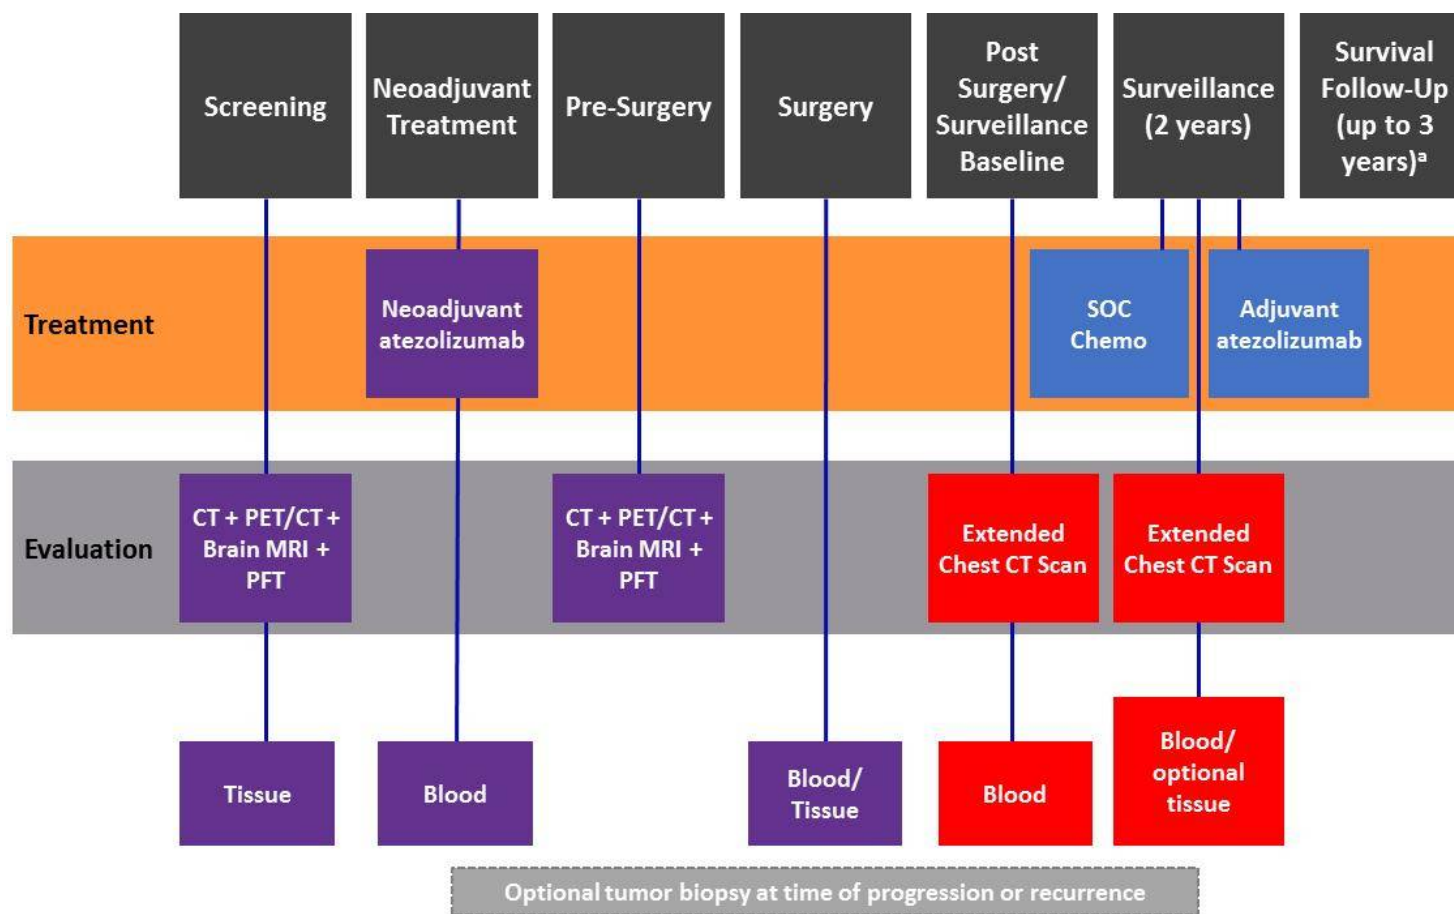 Screening
Neoadjuvant
Treatment
Pre-Surgery
Surgery
Post
Surgery/
Surveillance
Baseline
Surveillance
(2 years)
Survival
Follow-Up
(up to 3
years)ᵃ
Treatment
Neoadjuvant
atezolizumab
SOC
Chemo
Adjuvant
atezolizumab
Evaluation
CT + PET/CT +
Brain MRI +
PFT
CT + PET/CT +
Brain MRI +
PFT
Extended
Chest CT Scan
Extended
Chest CT Scan
Tissue
Blood
Blood/
Tissue
Blood
Blood/
optional
tissue
Optional tumor biopsy at time of progression or recurrence